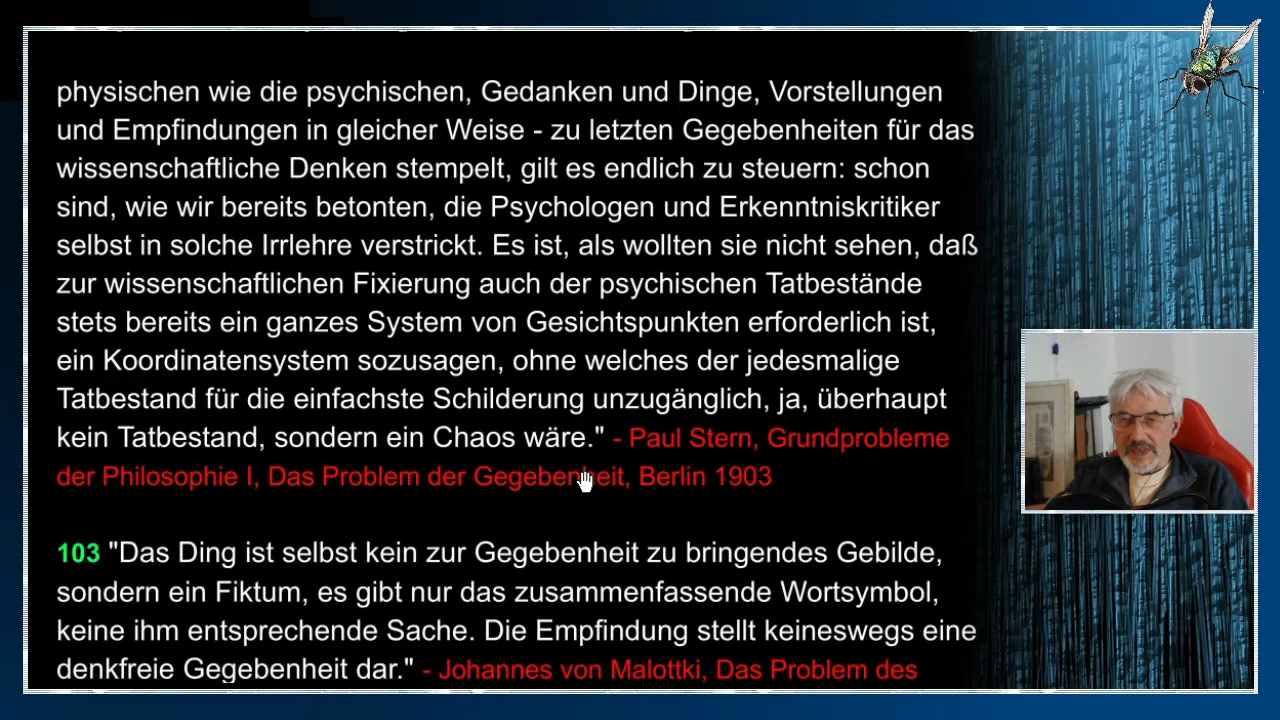 physischen wie die psychischen, Gedanken und Dinge, Vorstellungen
und Empfindungen in gleicher Weise - zu letzten Gegebenheiten für das
wissenschaftliche Denken stempelt, gilt es endlich zu steuern: schon
sind, wie wir bereits betonten, die Psychologen und Erkenntniskritiker
selbst in solche Irrlehre verstrickt. Es ist, als wollten sie nicht sehen, daß
zur wissenschaftlichen Fixierung auch der psychischen Tatbestände
stets bereits ein ganzes System von Gesichtspunkten erforderlich ist,
ein Koordinatensystem sozusagen, ohne welches der jedesmalige
Tatbestand für die einfachste Schilderung unzugänglich, ja, überhaupt
kein Tatbestand, sondern ein Chaos wäre." - Paul Stern, Grundprobleme
der Philosophie I, Das Problem der Gegebenheit, Berlin 1903
103 "Das Ding ist selbst kein zur Gegebenheit zu bringendes Gebilde,
sondern ein Fiktum, es gibt nur das zusammenfassende Wortsymbol,
keine ihm entsprechende Sache. Die Empfindung stellt keineswegs eine
denkfreie Gegebenheit dar." - Johannes von Malottki, Das Problem des